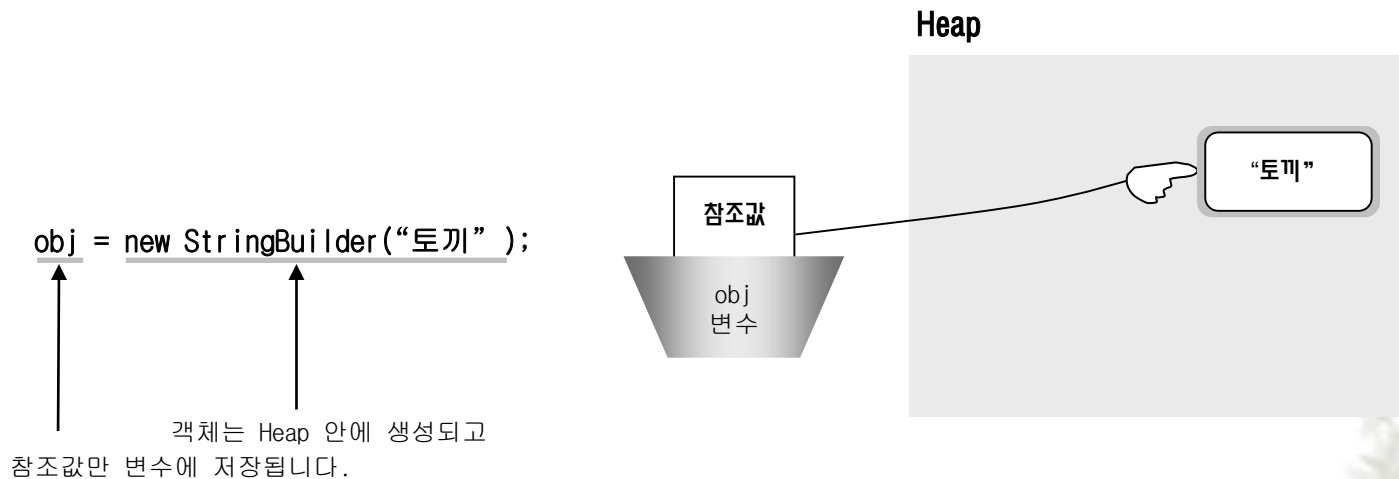 Heap
“토끼”
참조값
obj = new StringBuilder(“토끼” );
obj
변수
객체는 Heap 안에 생성되고
참조값만 변수에 저장됩니다.